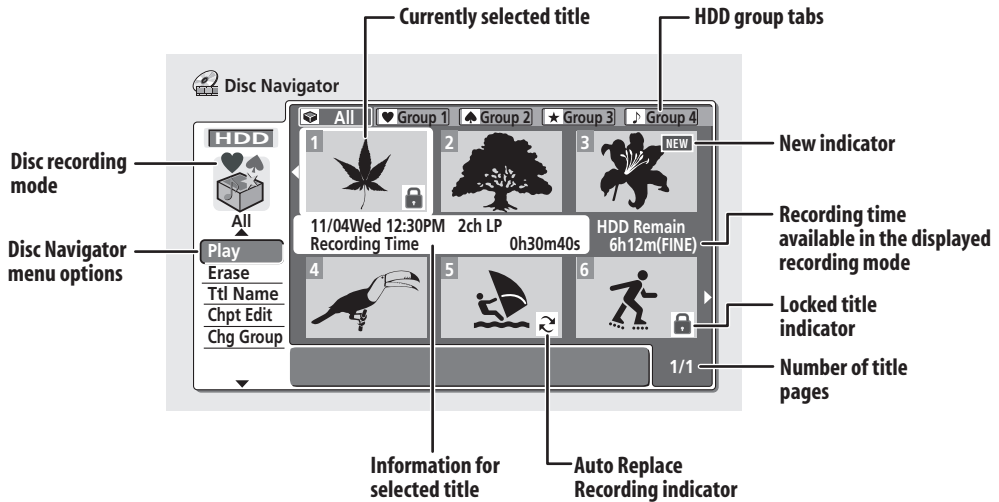 Currently selected title
HDD group tabs
Disc Navigator
All
Group 1
Group 2
Group 3
Group 4
HDD
1
2
3
NEW
New indicator
Disc recording
mode
All
11/04Wed 12:30PM 2ch LP
Recording Time 0h30m40s
HDD Remain
6h12m(FINE)
Recording time
available in the displayed
recording mode
Disc Navigator
menu options
Play
Erase
Ttl Name
Chpt Edit
Chg Group
4
5
6
Locked title
indicator
1/1
Number of title
pages
Information for
selected title
Auto Replace
Recording indicator